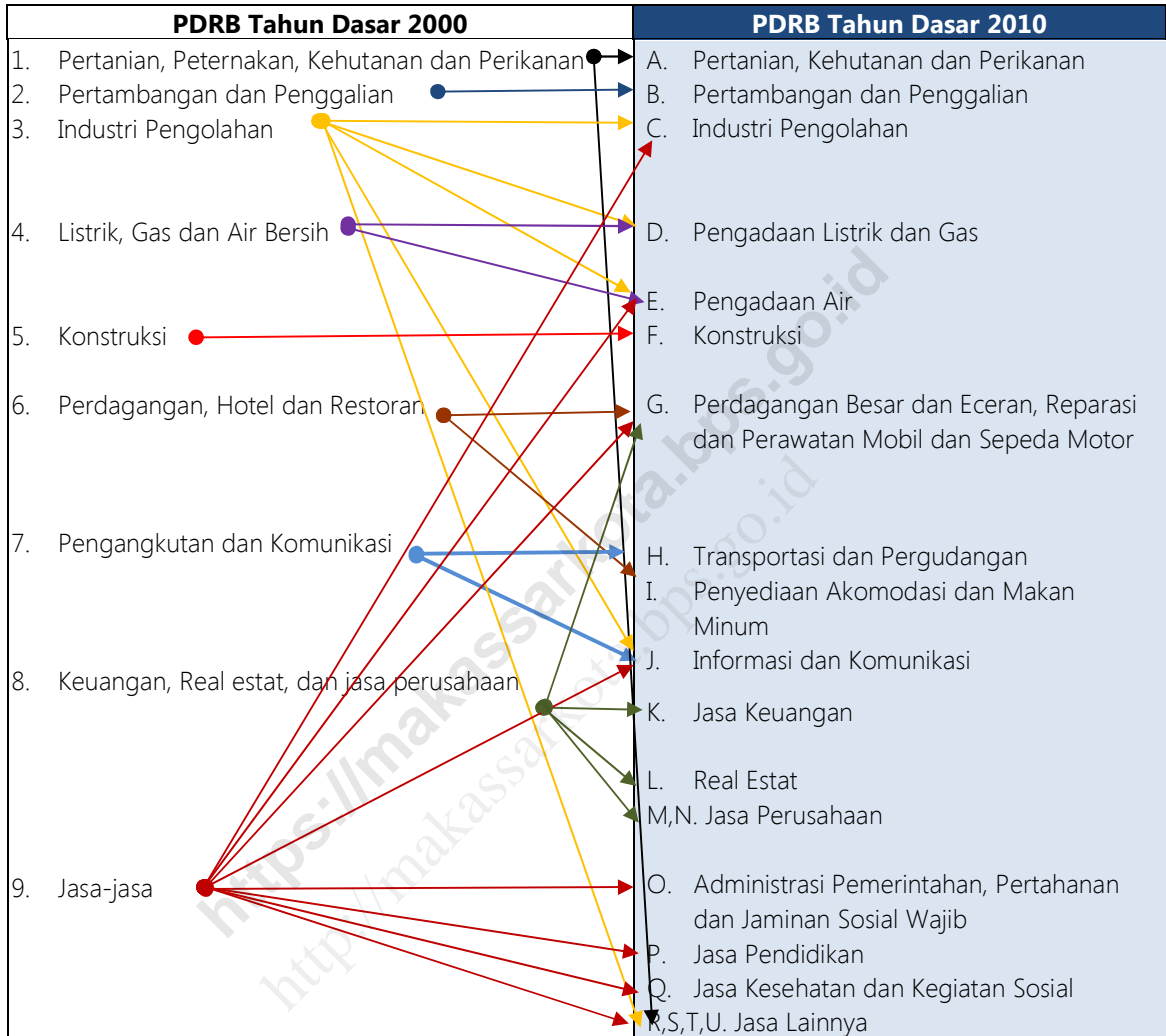 PDRB Tahun Dasar 2000
1. Pertanian, Peternakan, Kehutanan dan Perikanan
2. Pertambangan dan Penggalian
3. Industri Pengolahan
4. Listrik, Gas dan Air Bersih
5. Konstruksi
6. Perdagangan, Hotel dan Restoran
7. Pengangkutan dan Komunikasi
8. Keuangan, Real estat, dan jasa perusahaan
9. Jasa-jasa
PDRB Tahun Dasar 2010
A. Pertanian, Kehutanan dan Perikanan
B. Pertambangan dan Penggalian
C. Industri Pengolahan
D. Pengadaan Listrik dan Gas
E. Pengadaan Air
F. Konstruksi
G. Perdagangan Besar dan Eceran, Reparasi
dan Perawatan Mobil dan Sepeda Motor
H. Transportasi dan Pergudangan
I. Penyediaan Akomodasi dan Makan
Minum
J. Informasi dan Komunikasi
K. Jasa Keuangan
L. Real Estat
M,N. Jasa Perusahaan
O. Administrasi Pemerintahan, Pertahanan
dan Jaminan Sosial Wajib
P. Jasa Pendidikan
Q. Jasa Kesehatan dan Kegiatan Sosial
R,S,T,U. Jasa Lainnya
https://makassarkota.bps.go.id
http://makassarkota.bps.go.id